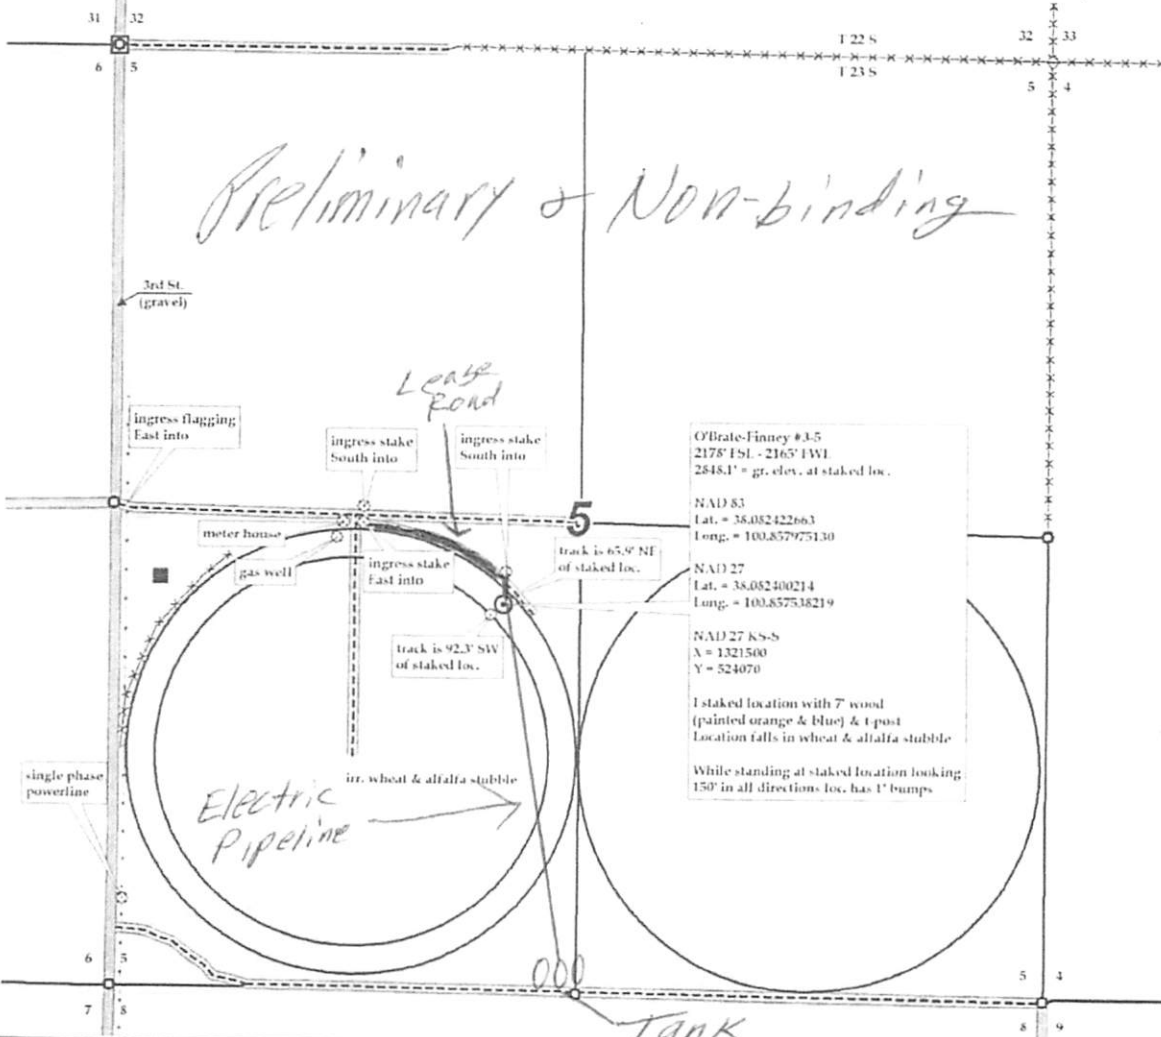 31 32
6 5
T 22 S
T 23 S
32 33
5 4
Preliminary & Non-binding
3rd St.
(gravel)
Lease
Road
ingress flagging
East into
ingress stake
South into
ingress stake
South into
5
meter house
gas well
ingress stake
East into
track is 65.9' NE
of staked loc.
track is 92.3' SW
of staked loc.
O'Brate-Finney #3-5
2178' FSL - 2165' FWL
2848.1' = gr. elev. at staked loc.
NAD 83
Lat. = 38.082422663
Long. = 100.857975130
NAD 27
Lat. = 38.082400214
Long. = 100.857538219
NAD 27 KS-S
X = 1321500
Y = 524070
I staked location with 7' wood
(painted orange & blue) & t-post
Location falls in wheat & alfalfa stubble
While standing at staked location looking
150' in all directions loc. has 1' bumps
single phase
powerline
irr. wheat & alfalfa stubble
Electric
Pipeline
6 5
7 8
5 4
8 9
Tank